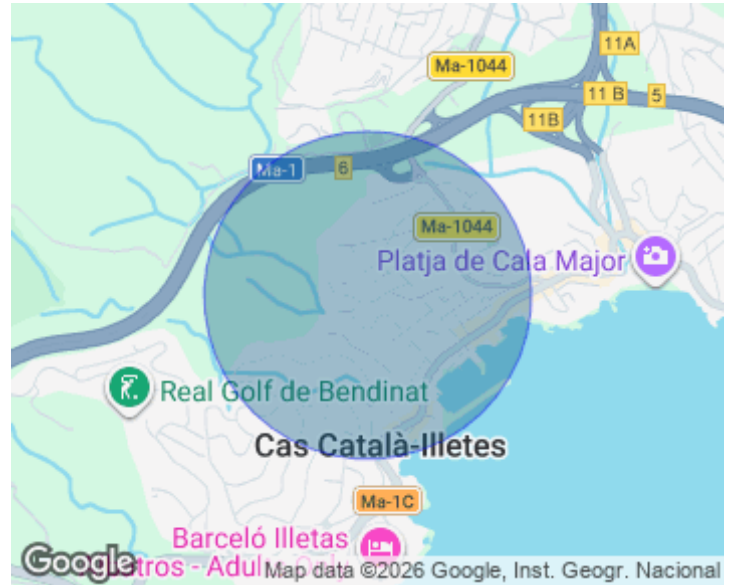 11A
Ma-1044
11 B
5
11B
Ma-1
6
Ma-1044
Platja de Cala Major
Real Golf de Bendinat
Cas Català-Illetes
Ma-1C
Barceló Illetas
Google
Map data ©2026 Google, Inst. Geogr. Nacional